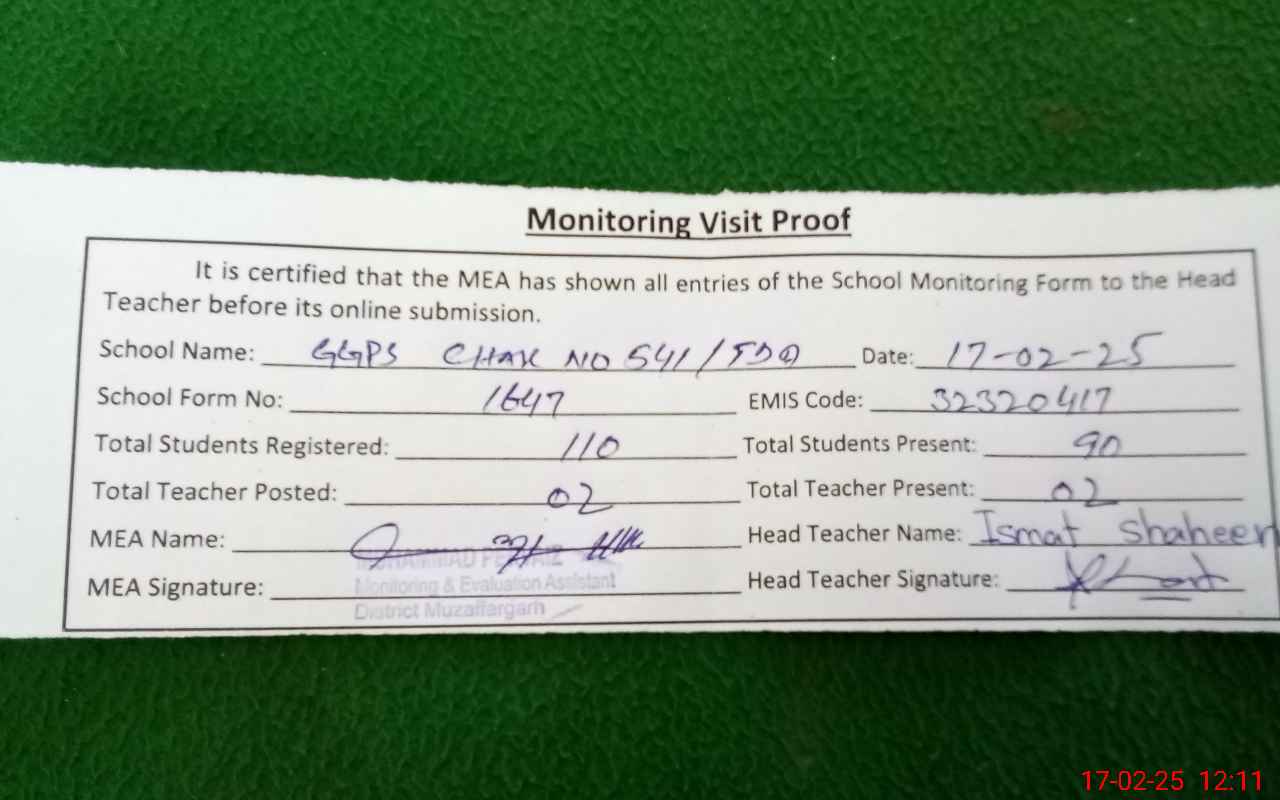 Monitoring Visit Proof
It is certified that the MEA has shown all entries of the School Monitoring Form to the Head
Teacher before its online submission.
School Name: GGPS CHAK NO 541/TDA Date: 17-02-25
School Form No: 1647 EMIS Code: 32320417
Total Students Registered: 110 Total Students Present: 90
Total Teacher Posted: 02 Total Teacher Present: 02
MEA Name: Head Teacher Name: Ismat Shaheen
MUHAMMAD
MEA Signature: Monitoring & Evaluation Assistant Head Teacher Signature:
District Muzaffargarh
17-02-25 12:11